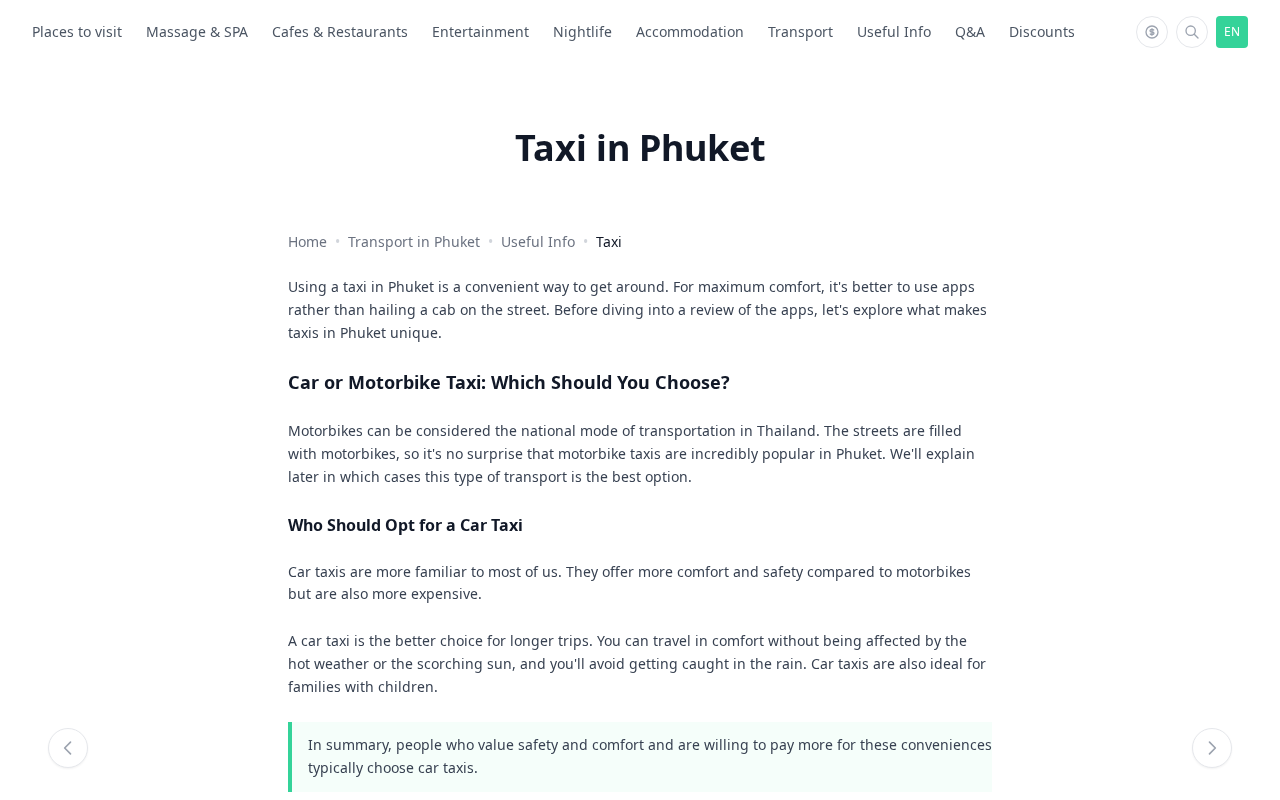 Places to visit
Massage & SPA
Cafes & Restaurants
Entertainment
Nightlife
Accommodation
Transport
Useful Info
Q&A
Discounts
EN
Taxi in Phuket
Home • Transport in Phuket • Useful Info • Taxi
Using a taxi in Phuket is a convenient way to get around. For maximum comfort, it's better to use apps
rather than hailing a cab on the street. Before diving into a review of the apps, let's explore what makes
taxis in Phuket unique.
Car or Motorbike Taxi: Which Should You Choose?
Motorbikes can be considered the national mode of transportation in Thailand. The streets are filled
with motorbikes, so it's no surprise that motorbike taxis are incredibly popular in Phuket. We'll explain
later in which cases this type of transport is the best option.
Who Should Opt for a Car Taxi
Car taxis are more familiar to most of us. They offer more comfort and safety compared to motorbikes
but are also more expensive.
A car taxi is the better choice for longer trips. You can travel in comfort without being affected by the
hot weather or the scorching sun, and you'll avoid getting caught in the rain. Car taxis are also ideal for
families with children.
In summary, people who value safety and comfort and are willing to pay more for these conveniences
typically choose car taxis.